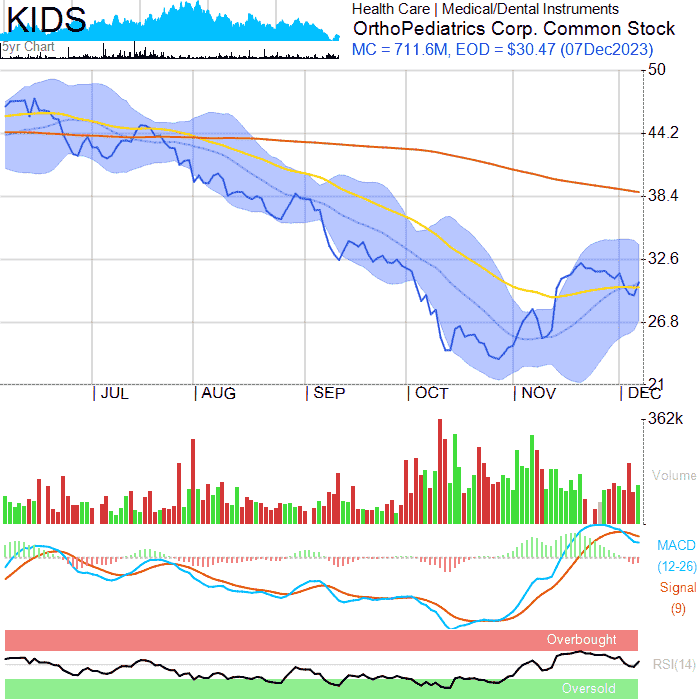 KIDS
5yr Chart
Health Care | Medical/Dental Instruments
OrthoPediatrics Corp. Common Stock
MC = 711.6M, EOD = $30.47 (07Dec2023)
50
44.2
38.4
32.6
26.8
21
JUL
AUG
SEP
OCT
NOV
DEC
362k
Volume
MACD
(12-26)
Signal
(9)
Overbought
RSI(14)
Oversold